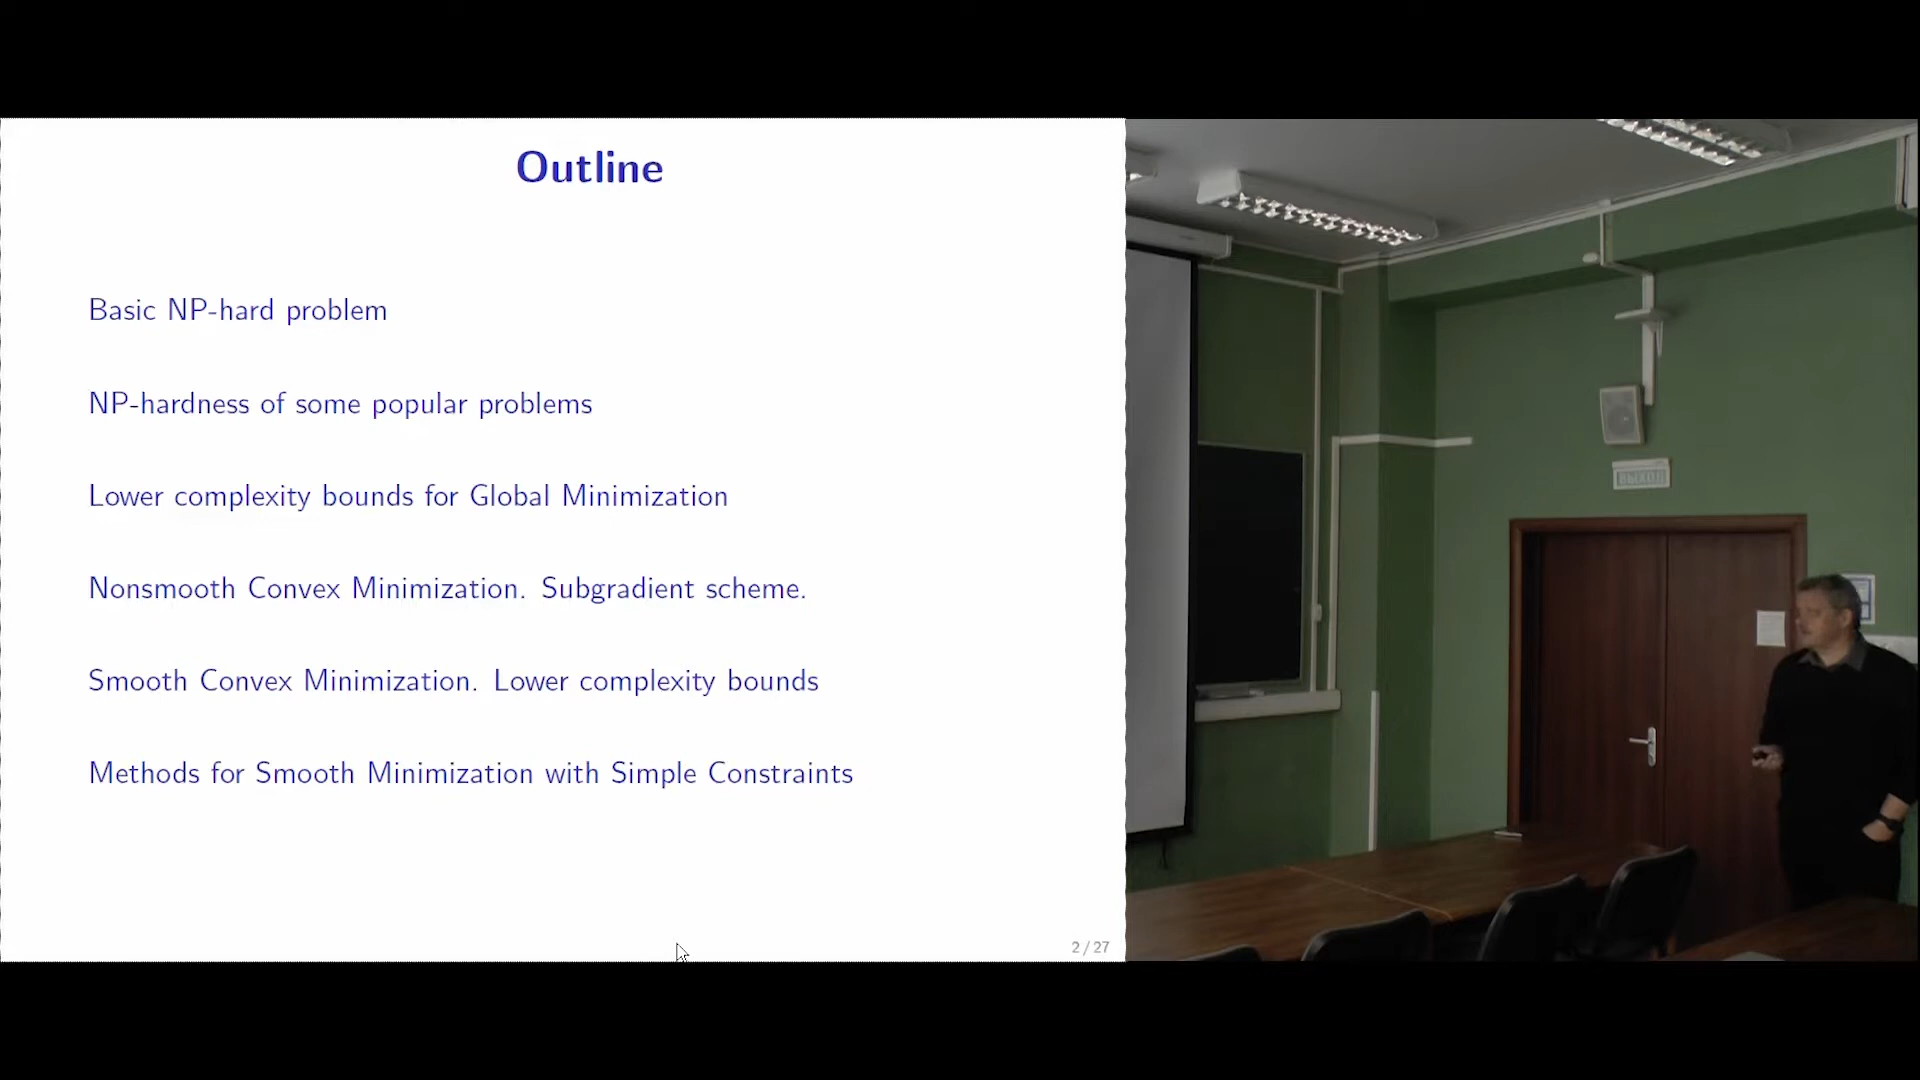 Outline
Basic NP-hard problem
NP-hardness of some popular problems
Lower complexity bounds for Global Minimization
Nonsmooth Convex Minimization. Subgradient scheme.
Smooth Convex Minimization. Lower complexity bounds
Methods for Smooth Minimization with Simple Constraints
2 / 27
ВЫХОД